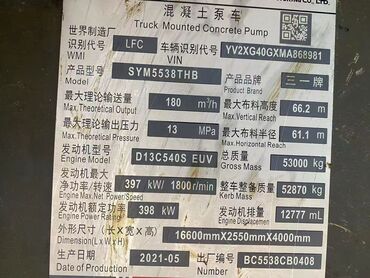 CO., LTD.
混凝土泵车
Truck Mounted Concrete Pump
世界制造厂
识别代号 LFC 车辆识别代号 YV2XG40GXMA868981
WMI VIN
产品型号 SYM5538THB 产品品牌 三一牌
Model
最大理论输送量 180 m³/h 最大布料高度 66.2 m
Max.Theoretical Output Max.Vertical Reach
最大理论输出压力 13 MPa 最大布料半径 61.1 m
Max.Theoretical Pressure Max.Horizontal Reach
发动机型号 D13C540S EUV 总质量 53000 kg
Engine Model Gross Mass
发动机最大
净功率/转速 397 kW/ 1800 r/min 整车整备质量 52870 kg
Engine Max.Net Power/Speed Kerb Mass
发动机额定功率 398 kW 发动机排量 12777 mL
Engine Power Rating Engine Displacement
外形尺寸(长×宽×高) 16600mmX2550mmX4000mm
Dimension(LxWxH)
出厂日期 2021-05 出厂编号 BC5538CB0408
Date of Production Serial No.